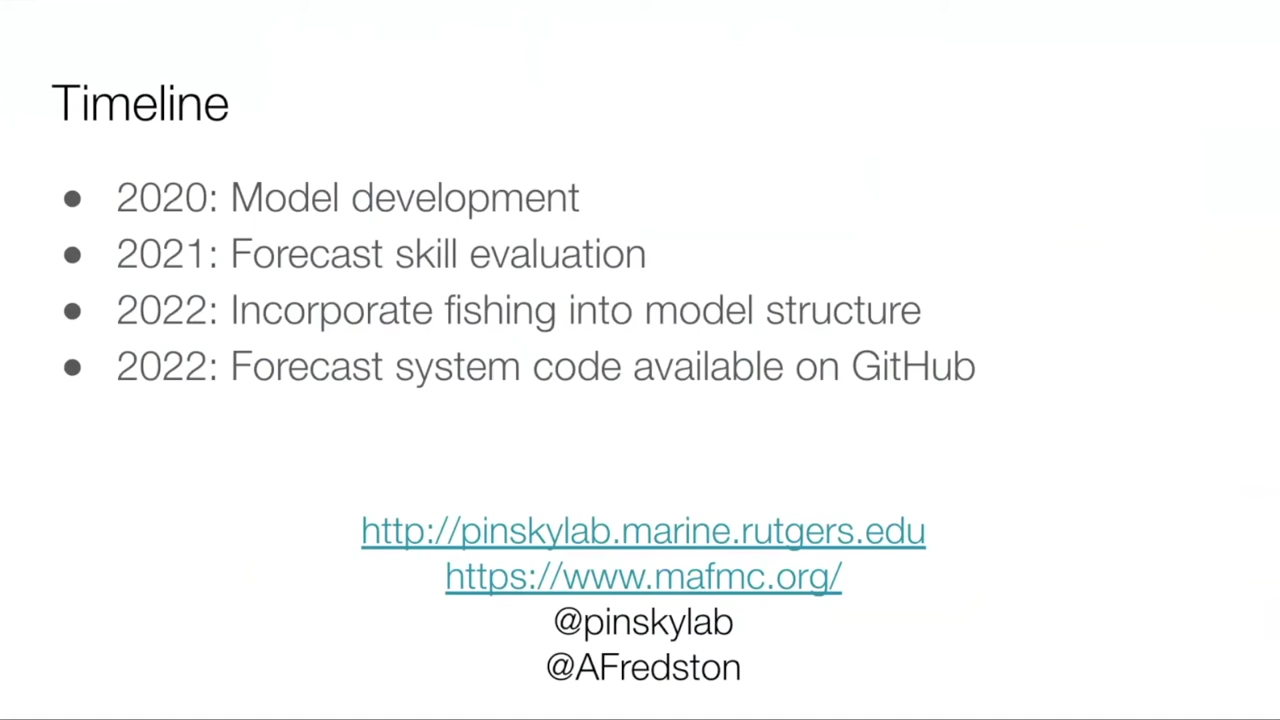 Timeline
● 2020: Model development
● 2021: Forecast skill evaluation
● 2022: Incorporate fishing into model structure
● 2022: Forecast system code available on GitHub
http://pinskylab.marine.rutgers.edu
https://www.mafmc.org/
@pinskylab
@AFredston